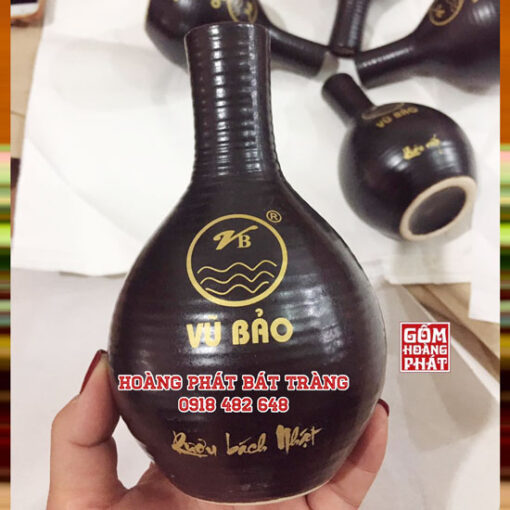 VB
®
VŨ BẢO
HOÀNG PHÁT BÁT TRÀNG
0918 482 648
Rượu bách Nhật
VŨ BẢO
GỐM
HOÀNG
PHÁT